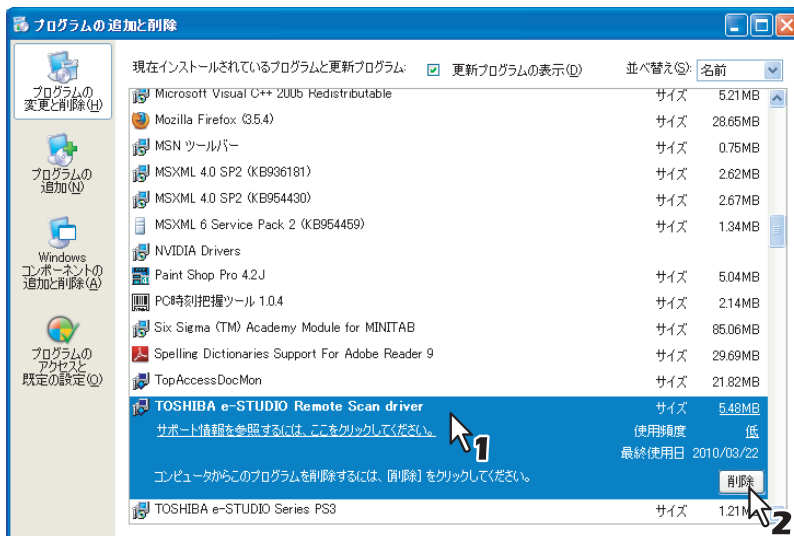 プログラムの追加と削除
プログラムの
変更と削除(H)
プログラムの
追加(N)
Windows
コンポーネントの
追加と削除(A)
プログラムの
アクセスと
既定の設定(O)
現在インストールされているプログラムと更新プログラム: 更新プログラムの表示(D) 並べ替え(S): 名前
Microsoft Visual C++ 2005 Redistributable サイズ 5.21MB
Mozilla Firefox (3.5.4) サイズ 28.65MB
MSN ツールバー サイズ 0.75MB
MSXML 4.0 SP2 (KB936181) サイズ 2.62MB
MSXML 4.0 SP2 (KB954430) サイズ 2.67MB
MSXML 6 Service Pack 2 (KB954459) サイズ 1.34MB
NVIDIA Drivers
Paint Shop Pro 4.2J サイズ 5.04MB
PC時刻把握ツール 1.0.4 サイズ 2.14MB
Six Sigma (TM) Academy Module for MINITAB サイズ 85.06MB
Spelling Dictionaries Support For Adobe Reader 9 サイズ 29.69MB
TopAccessDocMon サイズ 21.82MB
TOSHIBA e-STUDIO Remote Scan driver サイズ 5.48MB
サポート情報を参照するには、ここをクリックしてください。 使用頻度 低
1
最終使用日 2010/03/22
コンピュータからこのプログラムを削除するには、[削除] をクリックしてください。 削除
TOSHIBA e-STUDIO Series PS3 サイズ 1.21
2